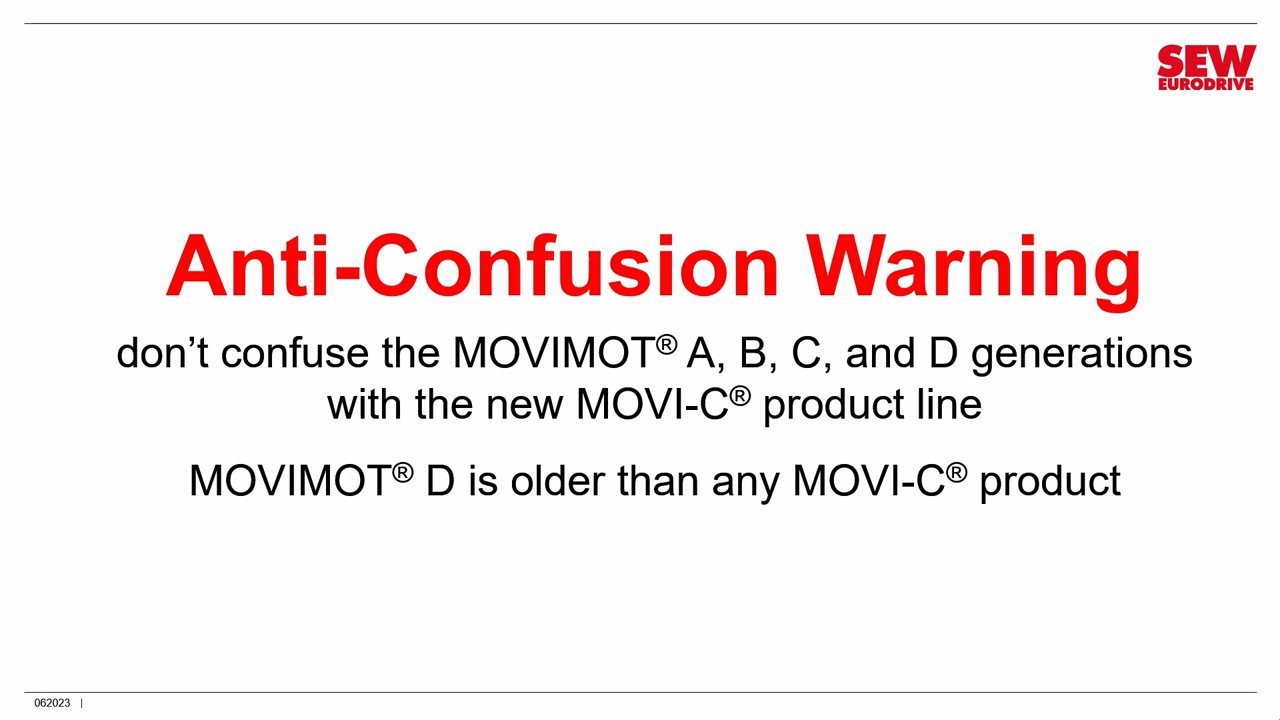 SEW
EURODRIVE
Anti-Confusion Warning
don’t confuse the MOVIMOT® A, B, C, and D generations
with the new MOVI-C® product line
MOVIMOT® D is older than any MOVI-C® product
062023 |